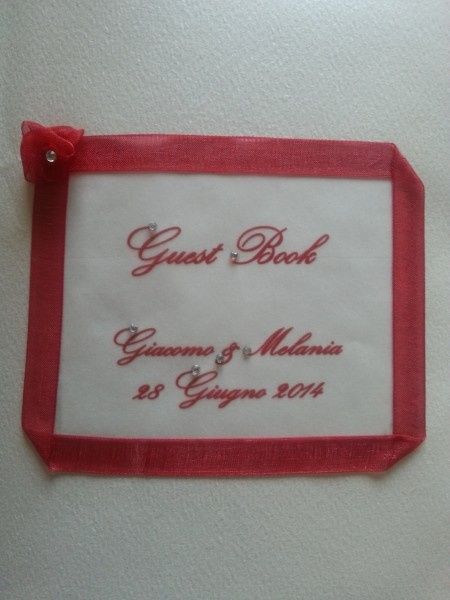 Guest Book
Giacomo & Melania
28 Giugno 2014